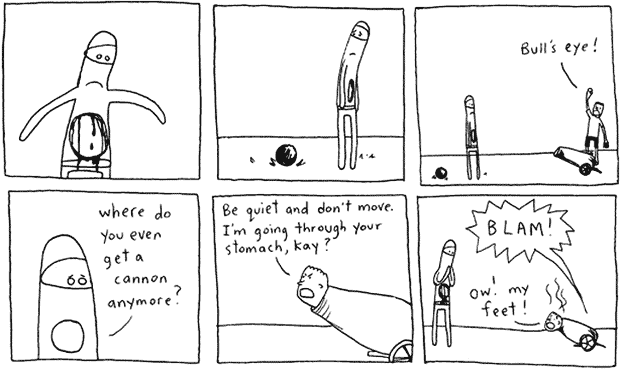 Bull's eye!
where do
you even
get a
cannon
anymore?
Be quiet and don't move.
I'm going through your
stomach, kay?
BLAM!
Ow! my
feet!